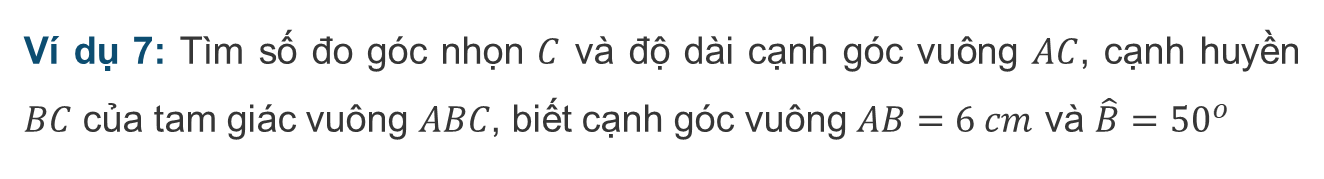 Ví dụ 7: Tìm số đo góc nhọn C và độ dài cạnh góc vuông AC, cạnh huyền
BC của tam giác vuông ABC, biết cạnh góc vuông AB = 6 cm và B̂ = 50ᵒ